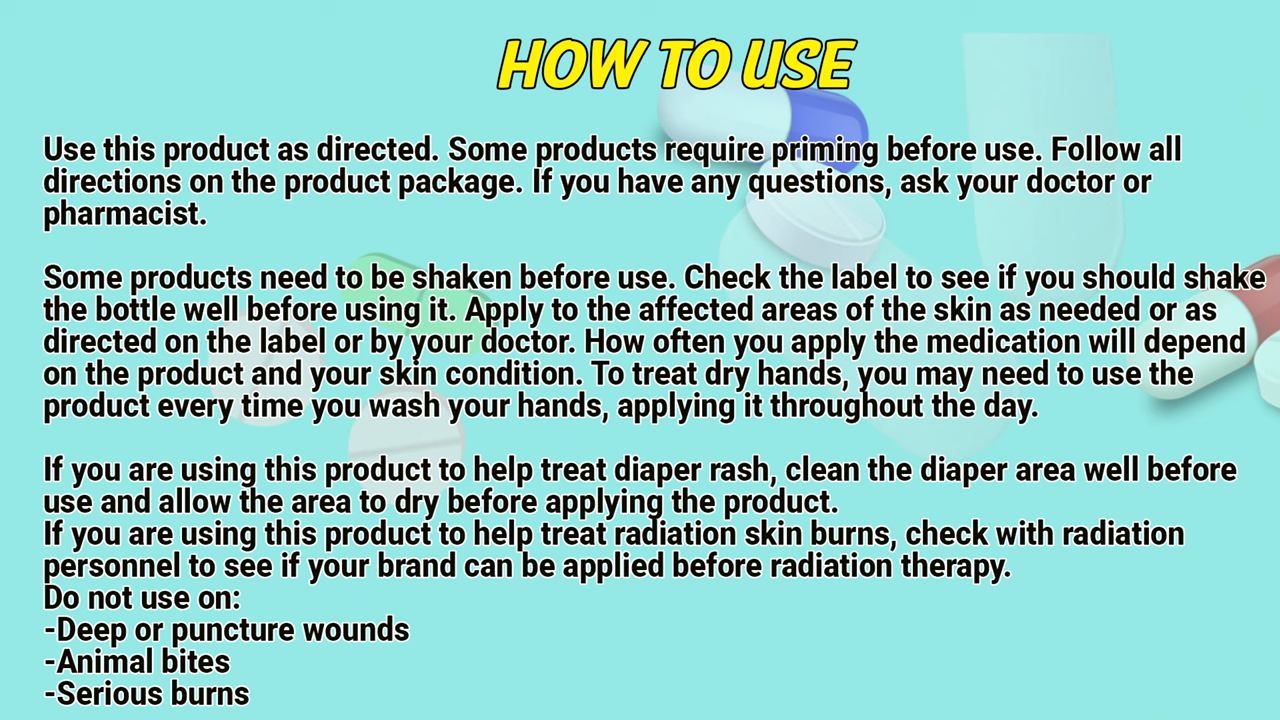 HOW TO USE
Use this product as directed. Some products require priming before use. Follow all
directions on the product package. If you have any questions, ask your doctor or
pharmacist.
Some products need to be shaken before use. Check the label to see if you should shake
the bottle well before using it. Apply to the affected areas of the skin as needed or as
directed on the label or by your doctor. How often you apply the medication will depend
on the product and your skin condition. To treat dry hands, you may need to use the
product every time you wash your hands, applying it throughout the day.
If you are using this product to help treat diaper rash, clean the diaper area well before
use and allow the area to dry before applying the product.
If you are using this product to help treat radiation skin burns, check with radiation
personnel to see if your brand can be applied before radiation therapy.
Do not use on:
-Deep or puncture wounds
-Animal bites
-Serious burns